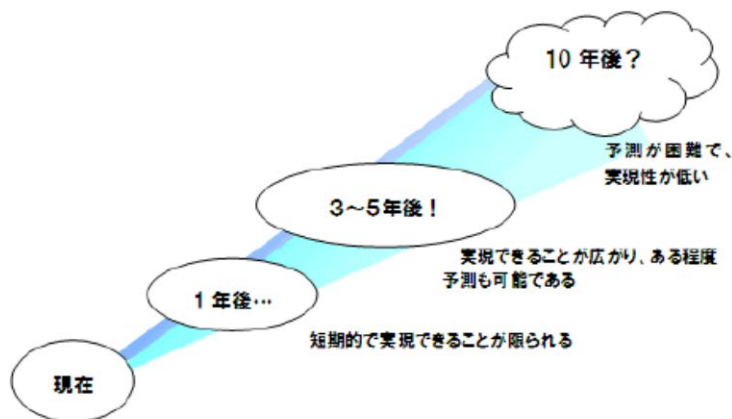 10 年後？
予測が困難で、
実現性が低い
３～５年後！
実現できることが広がり、ある程度
予測も可能である
１年後…
短期的で実現できることが限られる
現在